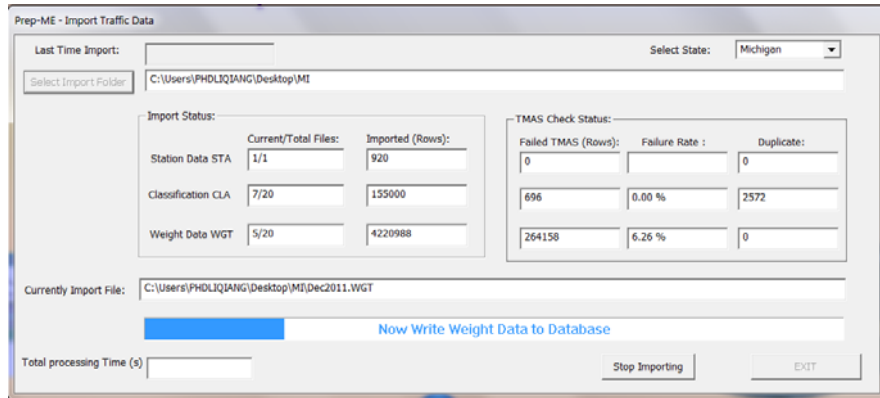 Prep-ME - Import Traffic Data
Last Time Import:
Select State: Michigan
Select Import Folder C:\Users\PHDLIQIANG\Desktop\MI
Import Status:
TMAS Check Status:
Current/Total Files: Imported (Rows):
Failed TMAS (Rows): Failure Rate : Duplicate:
Station Data STA 1/1 920 0 0
Classification CLA 7/20 155000 696 0.00 % 2572
Weight Data WGT 5/20 4220988 264158 6.26 % 0
Currently Import File: C:\Users\PHDLIQIANG\Desktop\MI\Dec2011.WGT
Now Write Weight Data to Database
Total processing Time (s)
Stop Importing EXIT